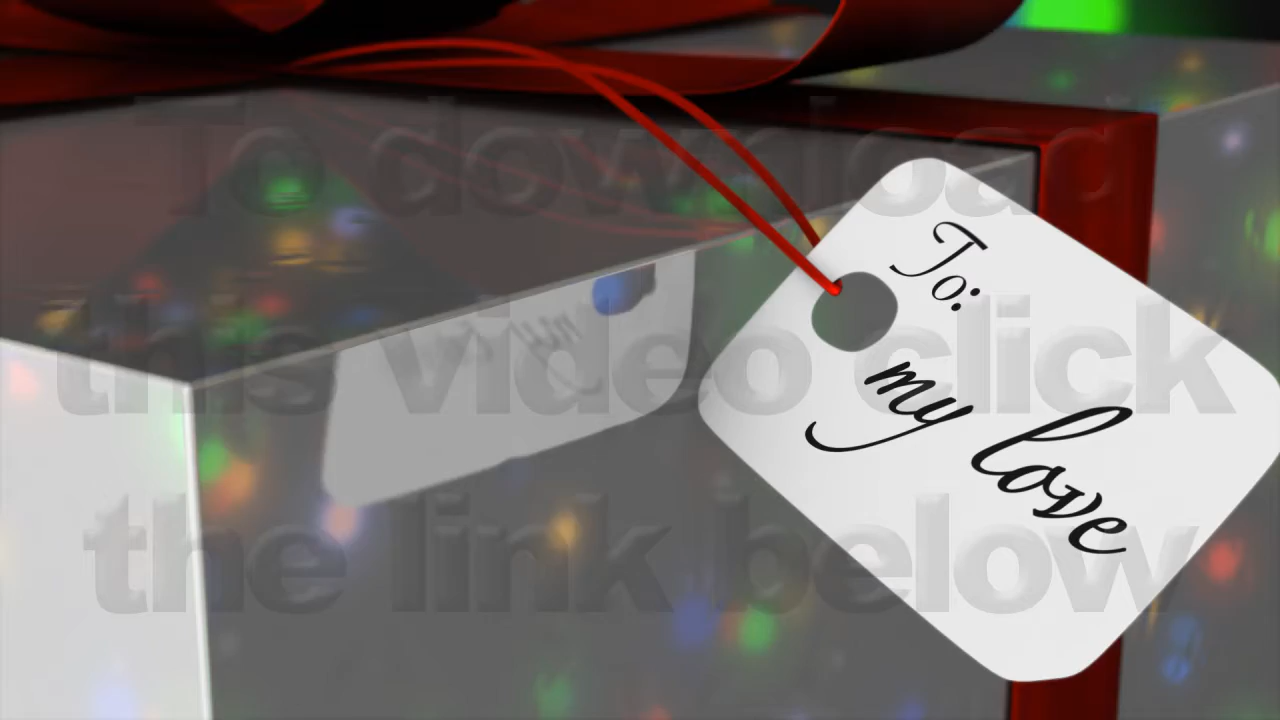 To download
To:
this video click
my love
the link below